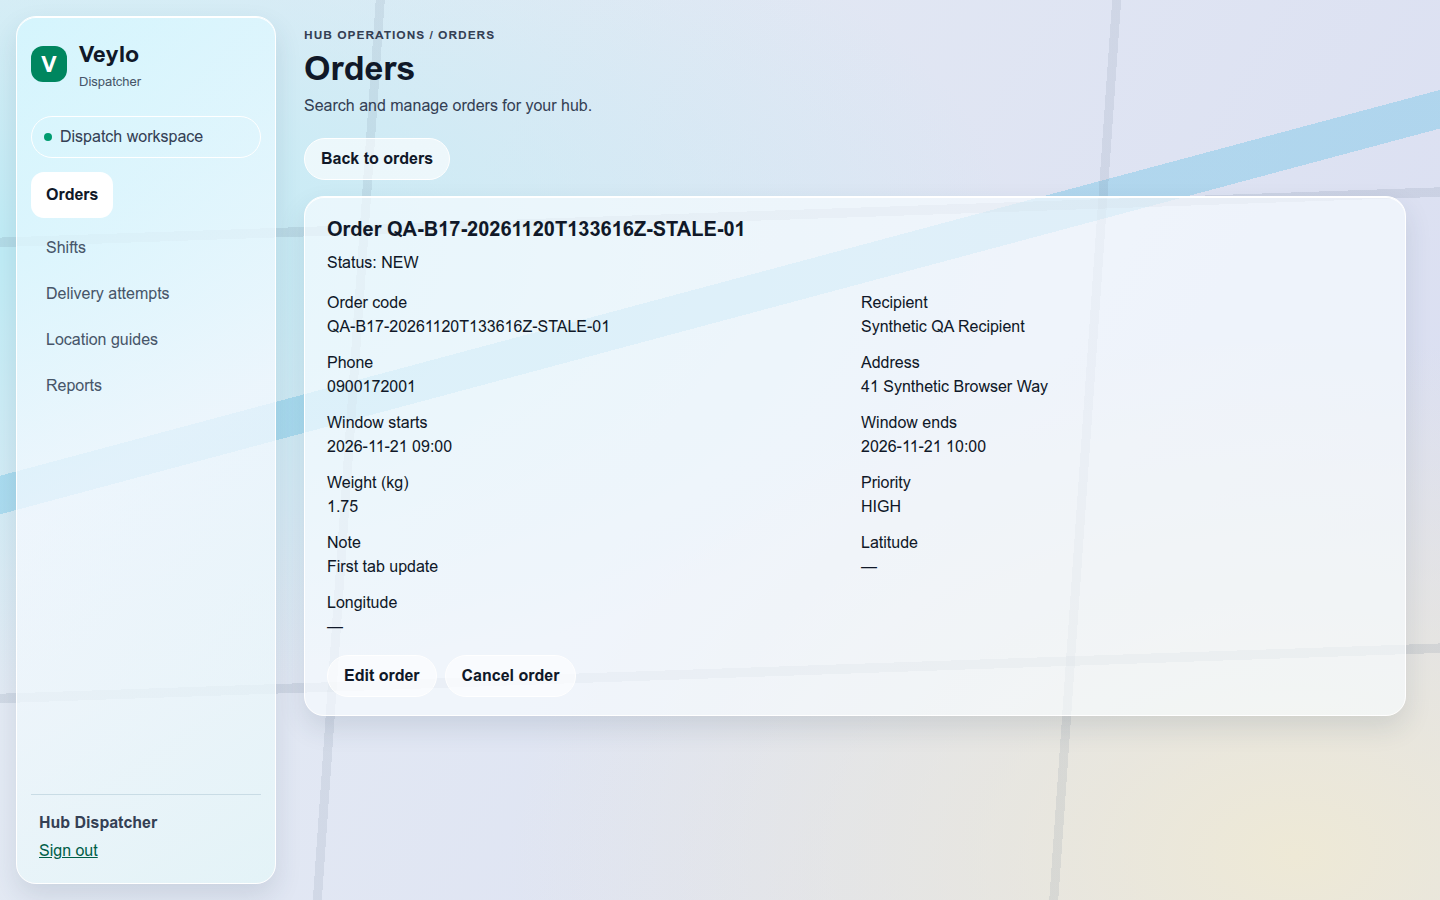 V
Veylo
Dispatcher
Dispatch workspace
Orders
Shifts
Delivery attempts
Location guides
Reports
Hub Dispatcher
Sign out
HUB OPERATIONS / ORDERS
Orders
Search and manage orders for your hub.
Back to orders
Order QA-B17-20261120T133616Z-STALE-01
Status: NEW
Order code
QA-B17-20261120T133616Z-STALE-01
Recipient
Synthetic QA Recipient
Phone
0900172001
Address
41 Synthetic Browser Way
Window starts
2026-11-21 09:00
Window ends
2026-11-21 10:00
Weight (kg)
1.75
Priority
HIGH
Note
First tab update
Latitude
—
Longitude
—
Edit order
Cancel order